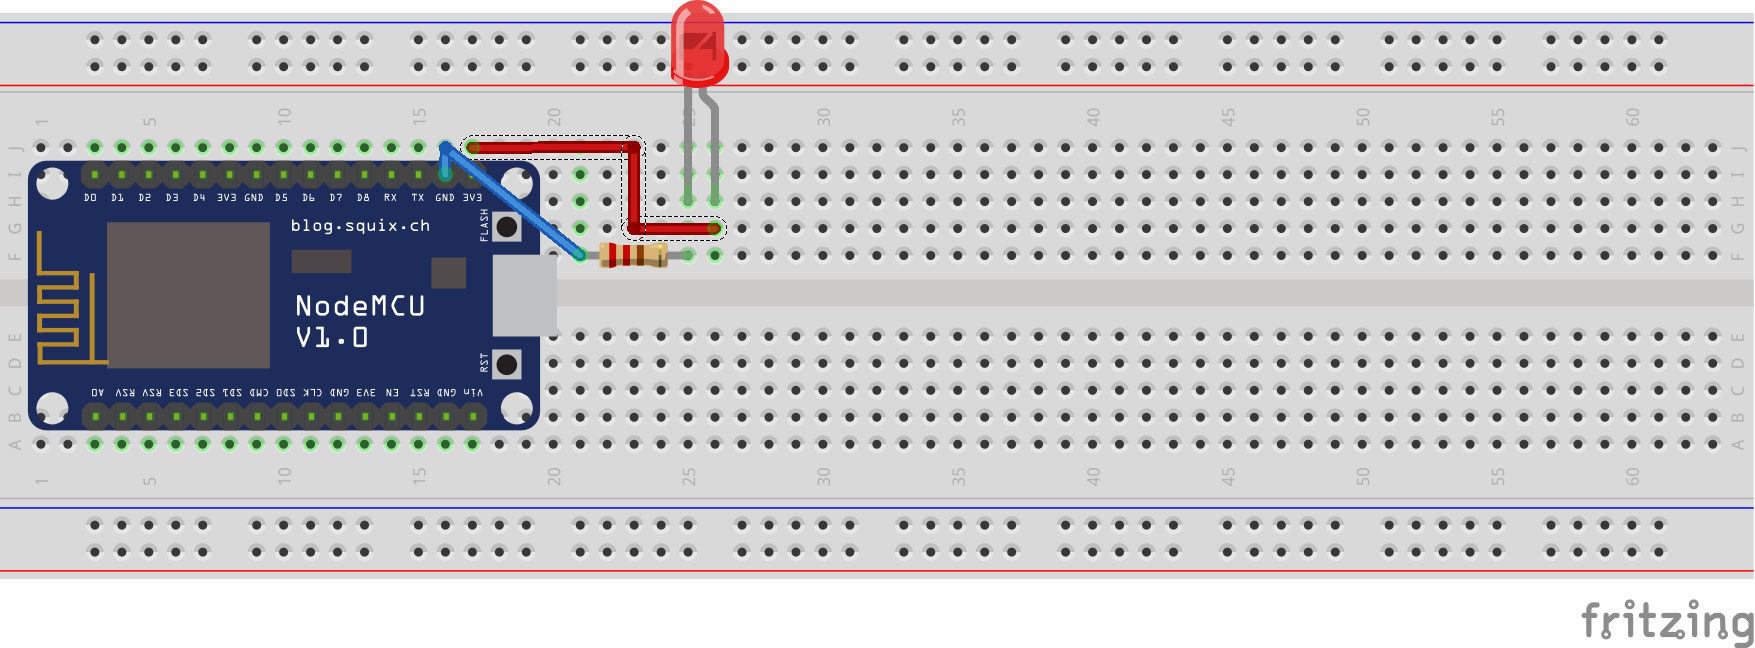 1 5 10 15 20 25 30 35 40 45 50 55 60
J J
I I
H H
G G
F F
D0 D1 D2 D3 D4 3V3 GND D5 D6 D7 D8 RX TX GND 3V3
blog.squix.ch
FLASH
NodeMCU
V1.0
RST
E E
D D
C C
B B
A A
A0 RSV RSV SD3 SD2 SD1 CMD SD0 CLK GND 3V3 EN RST GND Vin
1 5 10 15 20 25 30 35 40 45 50 55 60
fritzing